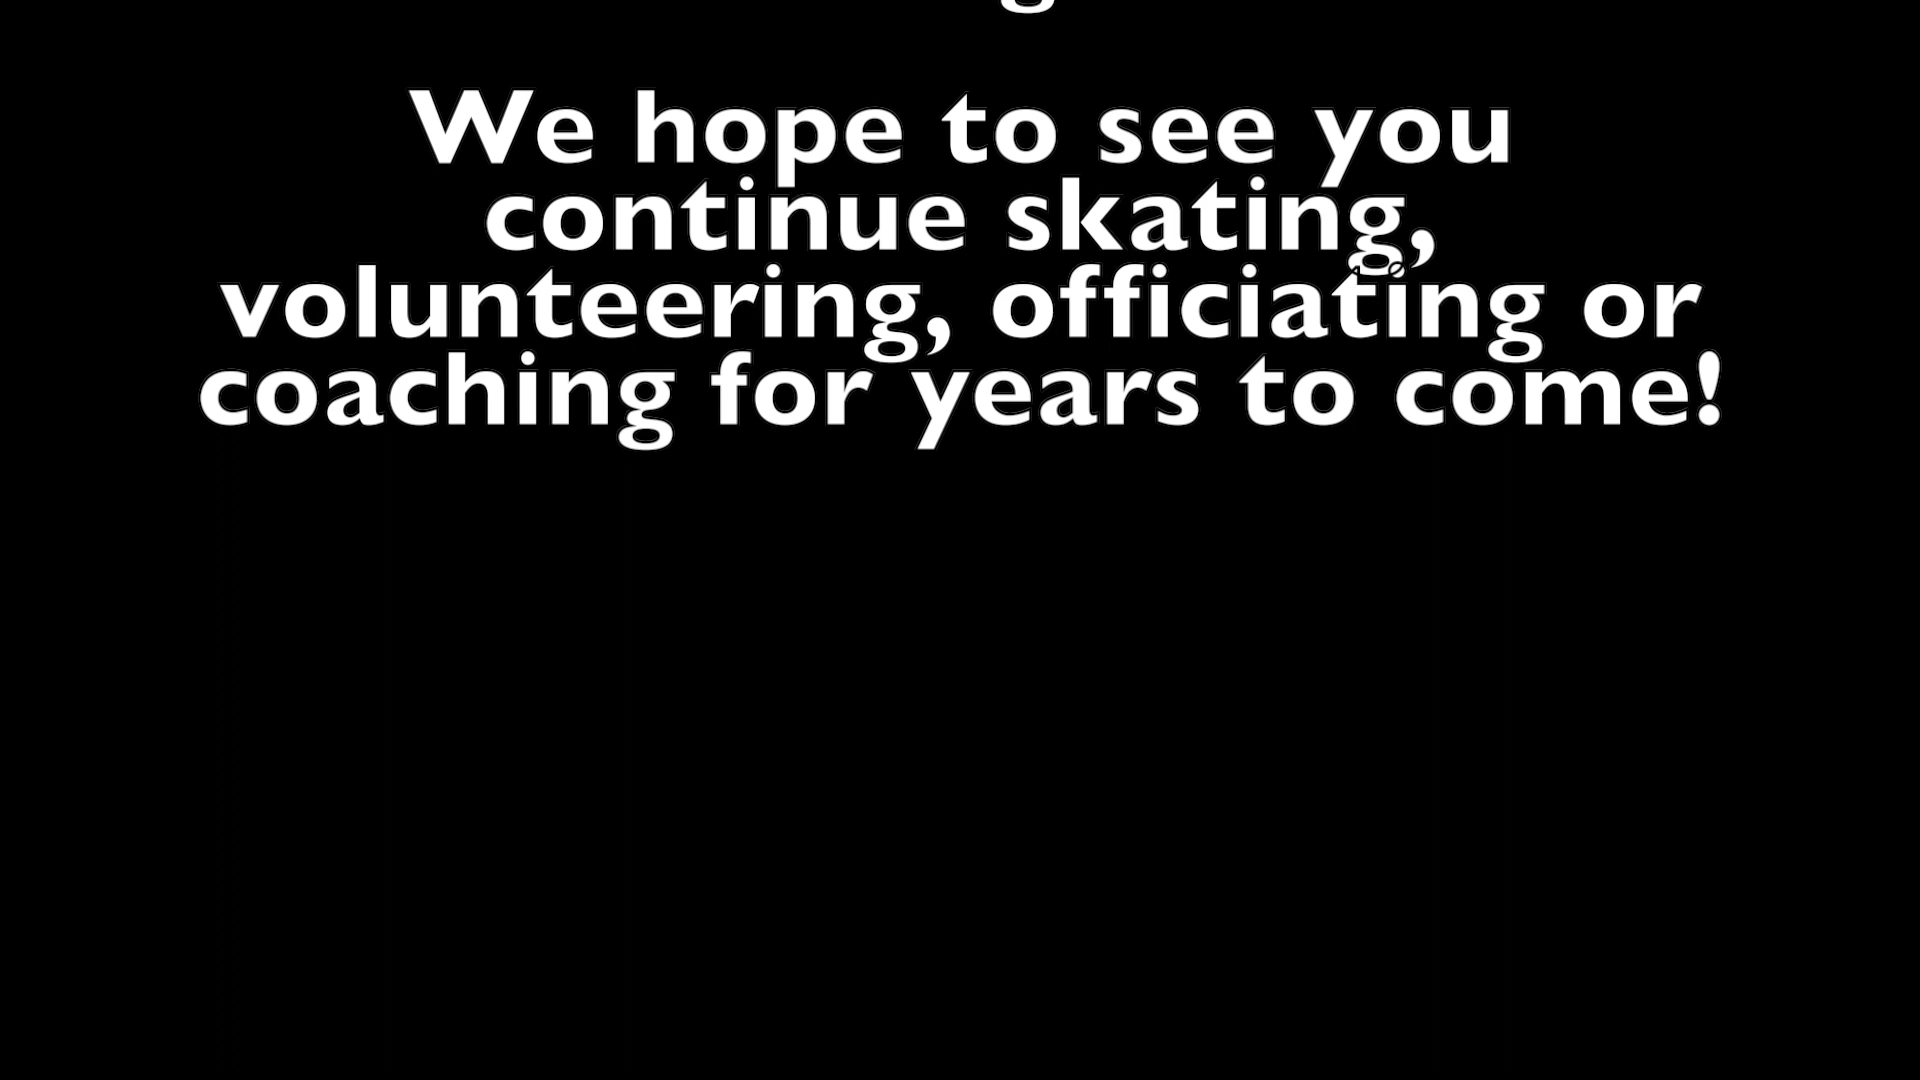 We hope to see you
continue skating,
volunteering, officiating or
coaching for years to come!